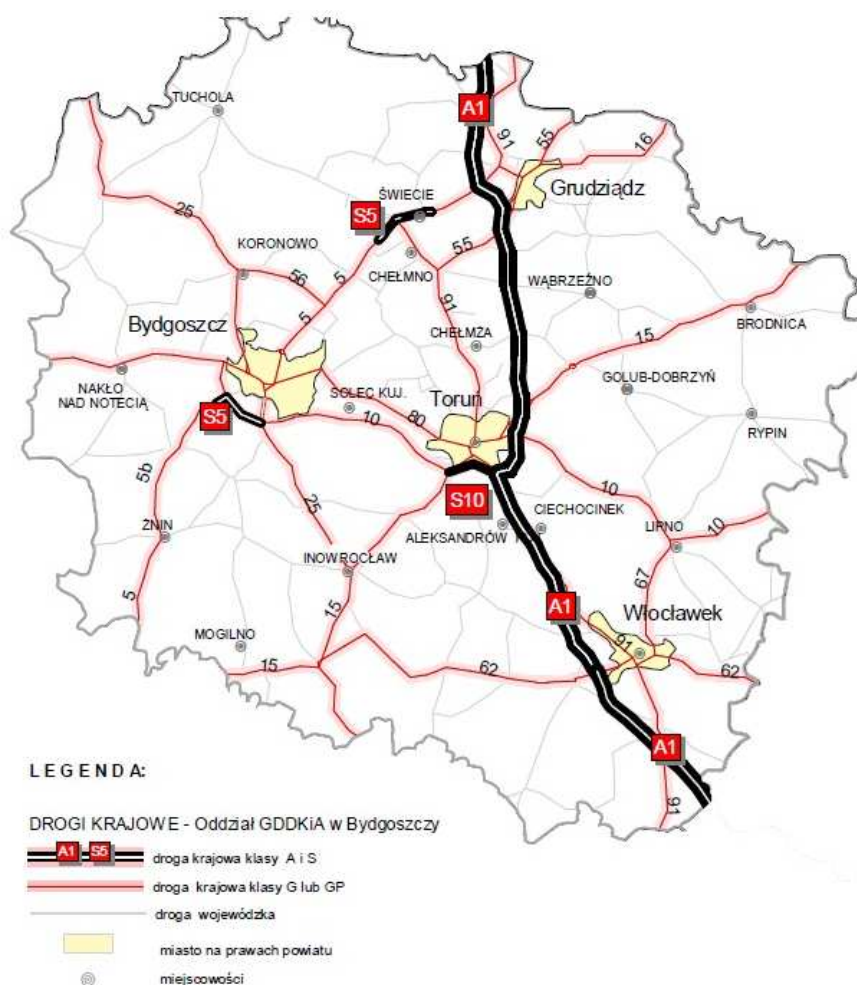 A1
TUCHOLA
91
55
16
Grudziądz
ŚWIECIE
S5
25
KORONOWO
56
5
CHEŁMNO
55
WĄBRZEŹNO
5
91
Bydgoszcz
CHEŁMŻA
15
BRODNICA
NAKŁO
NAD NOTECIĄ
SOLEC KUJ.
Toruń
GOLUB-DOBRZYŃ
S5
10
80
RYPIN
5b
S10
10
25
CIECHOCINEK
ŻNIN
ALEKSANDRÓW
LIPNO
10
INOWROCŁAW
67
5
15
A1
Włocławek
MOGILNO
91
15
62
62
A1
91
LEGENDA:
DROGI KRAJOWE - Oddział GDDKiA w Bydgoszczy
A1 S5 droga krajowa klasy A i S
droga krajowa klasy G lub GP
droga wojewódzka
miasto na prawach powiatu
miejscowości